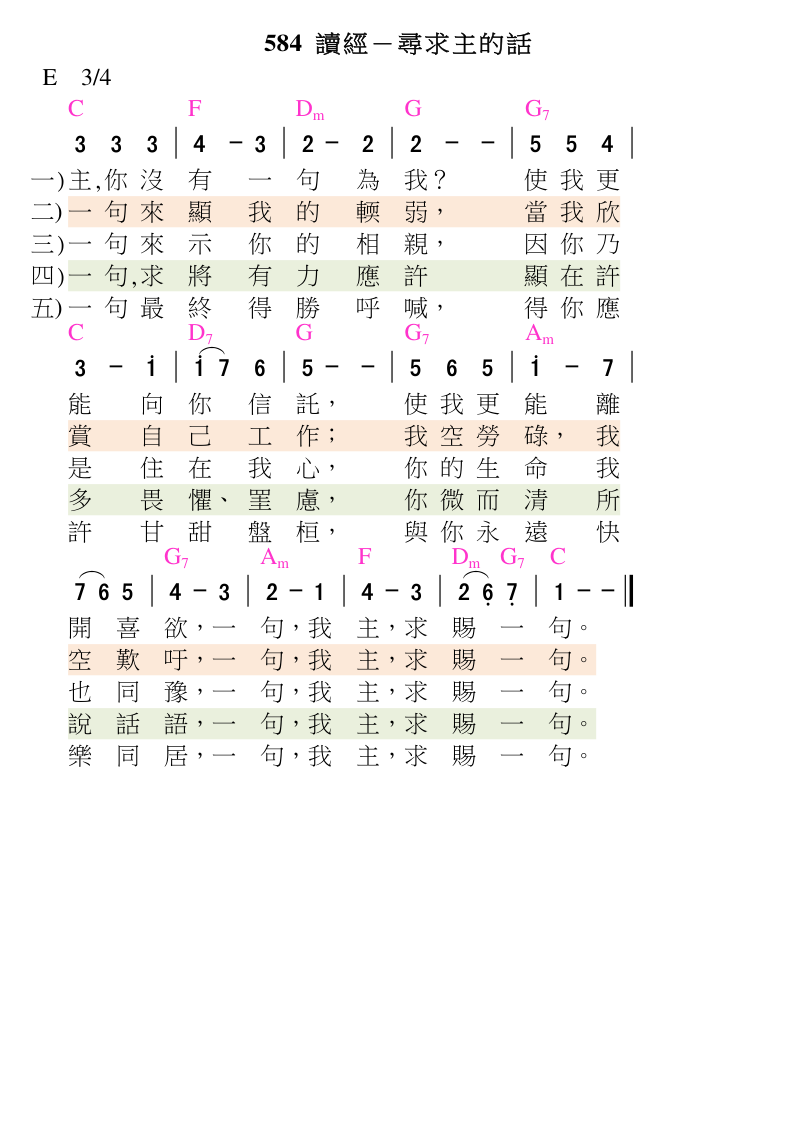 584 讀經－尋求主的話
E 3/4
C F Dm G G7
3 3 3 | 4 － 3 | 2 － 2 | 2 － － | 5 5 4 |
一)主,你沒有一句為我？使我更
二)一句來顯我的輭弱，當我欣
三)一句來示你的相親，因你乃
四)一句,求將有力應許顯在許
五)一句最終得勝呼喊，得你應
C D7 G G7 Am
3 － i | i 7 6 | 5 － － | 5 6 5 | i － 7 |
能向你信託，使我更能離
賞自己工作；我空勞碌，我
是住在我心，你的生命我
多畏懼、罣慮，你微而清所
許甘甜盤桓，與你永遠快
G7 Am F Dm G7 C
7 6 5 | 4 － 3 | 2 － 1 | 4 － 3 | 2 6 7 | 1 － － ‖
開喜欲，一句，我主，求賜一句。
空歎吁，一句，我主，求賜一句。
也同豫，一句，我主，求賜一句。
說話語，一句，我主，求賜一句。
樂同居，一句，我主，求賜一句。